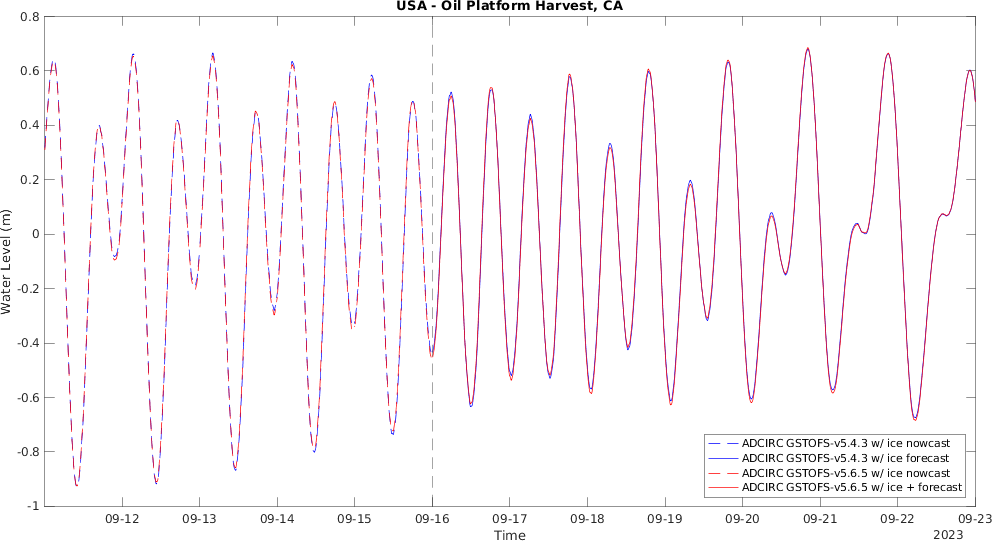 USA - Oil Platform Harvest, CA
0.8
0.6
0.4
0.2
0
-0.2
-0.4
-0.6
-0.8
-1
Water Level (m)
ADCIRC GSTOFS-v5.4.3 w/ ice nowcast
ADCIRC GSTOFS-v5.4.3 w/ ice forecast
ADCIRC GSTOFS-v5.6.5 w/ ice nowcast
ADCIRC GSTOFS-v5.6.5 w/ ice + forecast
09-12 09-13 09-14 09-15 09-16 09-17 09-18 09-19 09-20 09-21 09-22 09-23
Time
2023